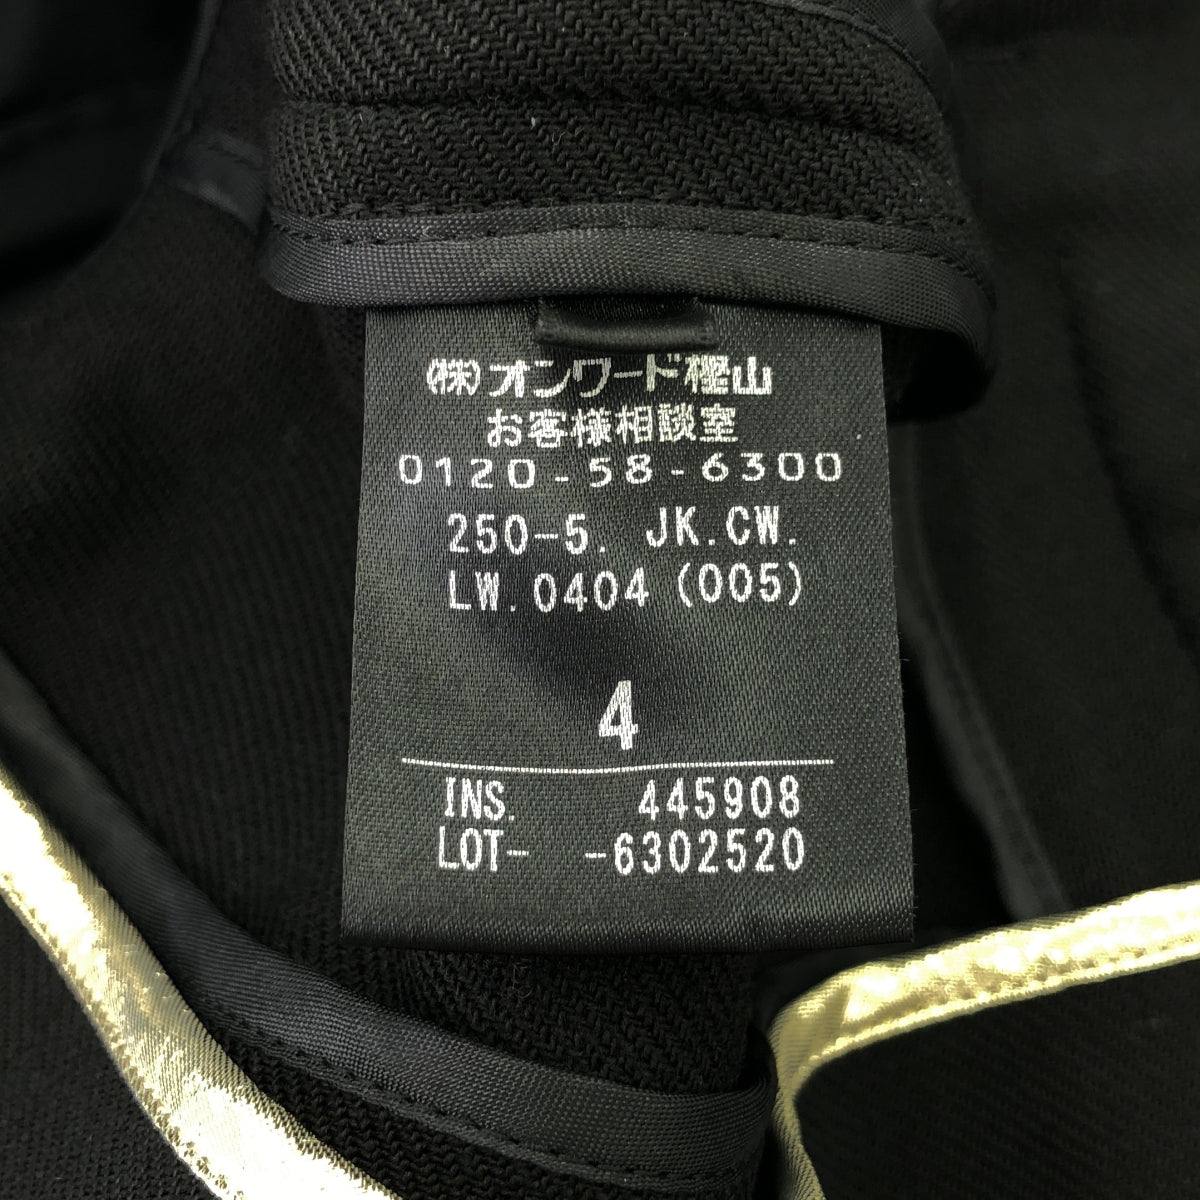 (株)オンワード樫山
お客様相談室
0120-58-6300
250-5. JK.CW.
LW.0404 (005)
4
INS. 445908
LOT- -6302520